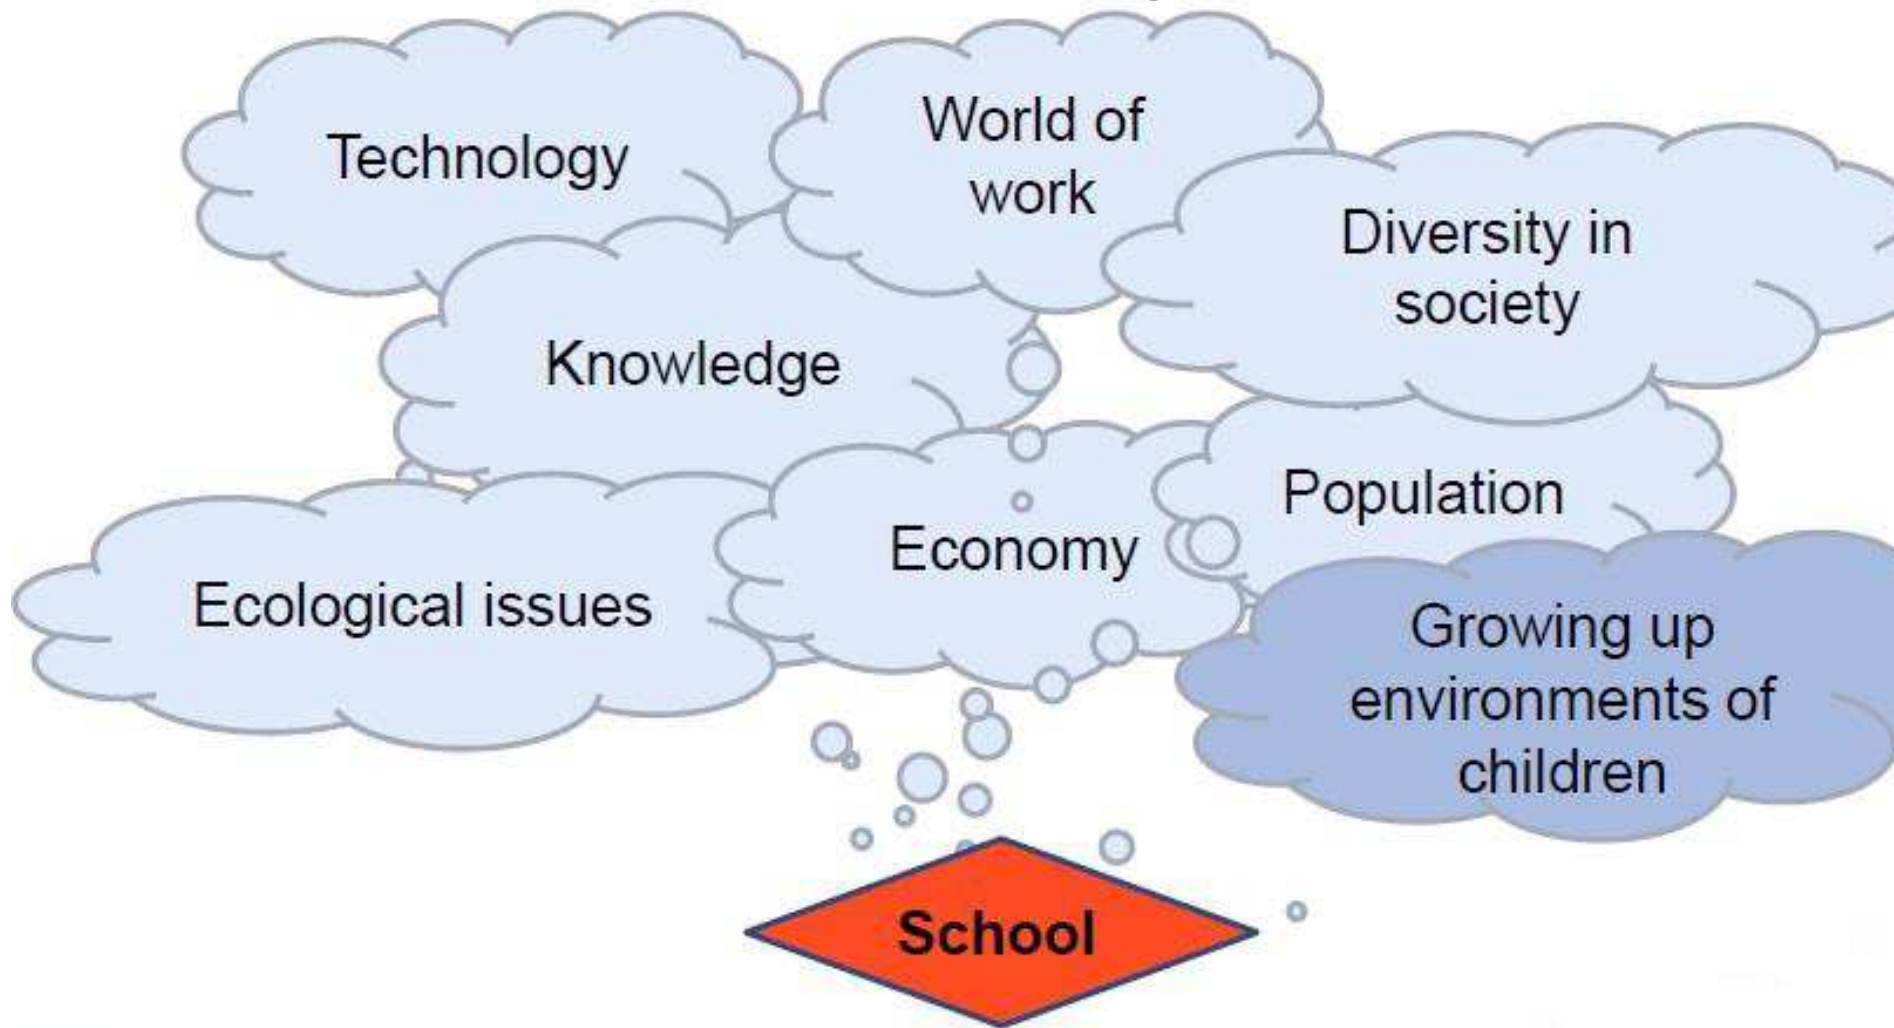 Technology
World of
work
Diversity in
society
Knowledge
Population
Economy
Ecological issues
Growing up
environments of
children
School